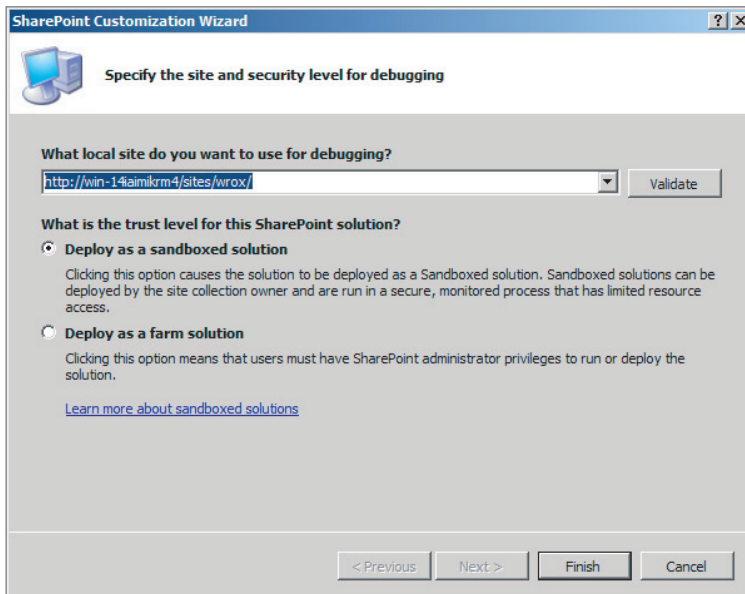 SharePoint Customization Wizard
Specify the site and security level for debugging
What local site do you want to use for debugging?
http://win-14iaimikrm4/sites/wrox/
Validate
What is the trust level for this SharePoint solution?
Deploy as a sandboxed solution
Clicking this option causes the solution to be deployed as a Sandboxed solution. Sandboxed solutions can be
deployed by the site collection owner and are run in a secure, monitored process that has limited resource
access.
Deploy as a farm solution
Clicking this option means that users must have SharePoint administrator privileges to run or deploy the
solution.
Learn more about sandboxed solutions
< Previous
Next >
Finish
Cancel